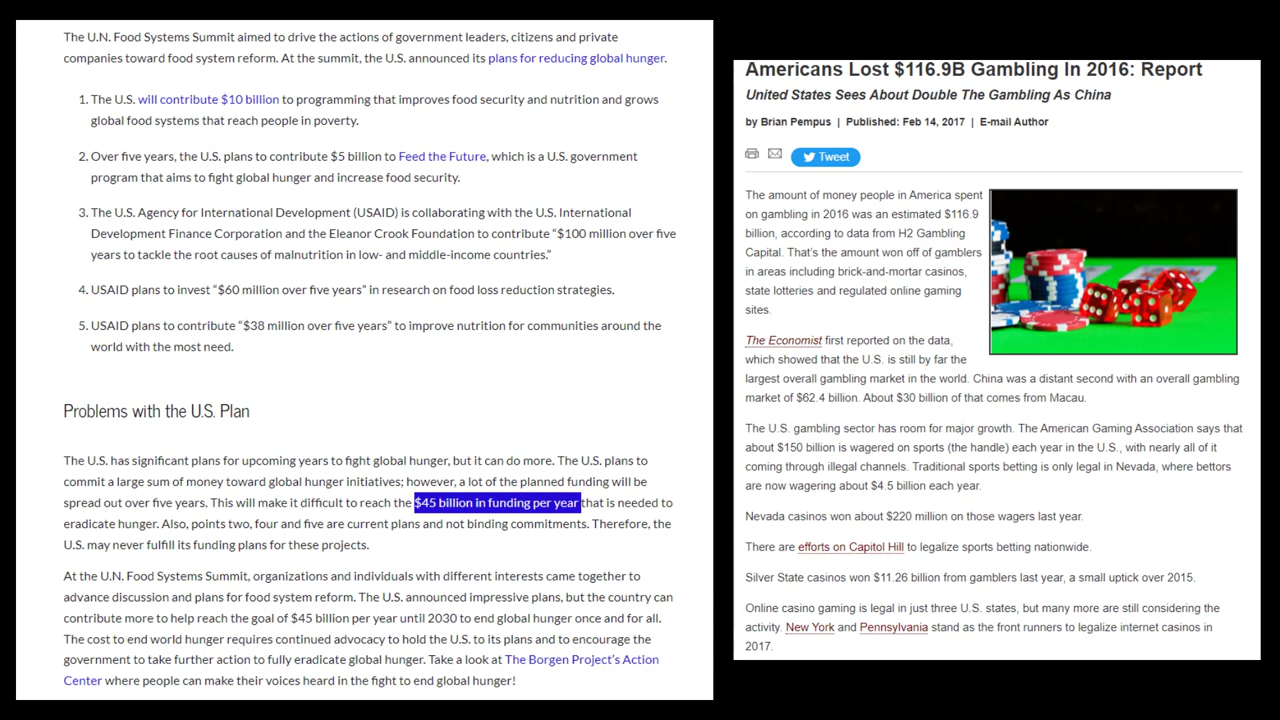 The U.N. Food Systems Summit aimed to drive the actions of government leaders, citizens and private
companies toward food system reform. At the summit, the U.S. announced its plans for reducing global hunger.
1. The U.S. will contribute $10 billion to programming that improves food security and nutrition and grows
global food systems that reach people in poverty.
2. Over five years, the U.S. plans to contribute $5 billion to Feed the Future, which is a U.S. government
program that aims to fight global hunger and increase food security.
3. The U.S. Agency for International Development (USAID) is collaborating with the U.S. International
Development Finance Corporation and the Eleanor Crook Foundation to contribute “$100 million over five
years to tackle the root causes of malnutrition in low- and middle-income countries.”
4. USAID plans to invest “$60 million over five years” in research on food loss reduction strategies.
5. USAID plans to contribute “$38 million over five years” to improve nutrition for communities around the
world with the most need.
Problems with the U.S. Plan
The U.S. has significant plans for upcoming years to fight global hunger, but it can do more. The U.S. plans to
commit a large sum of money toward global hunger initiatives; however, a lot of the planned funding will be
spread out over five years. This will make it difficult to reach the $45 billion in funding per year that is needed to
eradicate hunger. Also, points two, four and five are current plans and not binding commitments. Therefore, the
U.S. may never fulfill its funding plans for these projects.
At the U.N. Food Systems Summit, organizations and individuals with different interests came together to
advance discussion and plans for food system reform. The U.S. announced impressive plans, but the country can
contribute more to help reach the goal of $45 billion per year until 2030 to end global hunger once and for all.
The cost to end world hunger requires continued advocacy to hold the U.S. to its plans and to encourage the
government to take further action to fully eradicate global hunger. Take a look at The Borgen Project’s Action
Center where people can make their voices heard in the fight to end global hunger!
Americans Lost $116.9B Gambling In 2016: Report
United States Sees About Double The Gambling As China
by Brian Pempus | Published: Feb 14, 2017 | E-mail Author
Tweet
The amount of money people in America spent
on gambling in 2016 was an estimated $116.9
billion, according to data from H2 Gambling
Capital. That’s the amount won off of gamblers
in areas including brick-and-mortar casinos,
state lotteries and regulated online gaming
sites.
The Economist first reported on the data,
which showed that the U.S. is still by far the
largest overall gambling market in the world. China was a distant second with an overall gambling
market of $62.4 billion. About $30 billion of that comes from Macau.
The U.S. gambling sector has room for major growth. The American Gaming Association says that
about $150 billion is wagered on sports (the handle) each year in the U.S., with nearly all of it
coming through illegal channels. Traditional sports betting is only legal in Nevada, where bettors
are now wagering about $4.5 billion each year.
Nevada casinos won about $220 million on those wagers last year.
There are efforts on Capitol Hill to legalize sports betting nationwide.
Silver State casinos won $11.26 billion from gamblers last year, a small uptick over 2015.
Online casino gaming is legal in just three U.S. states, but many more are still considering the
activity. New York and Pennsylvania stand as the front runners to legalize internet casinos in
2017.